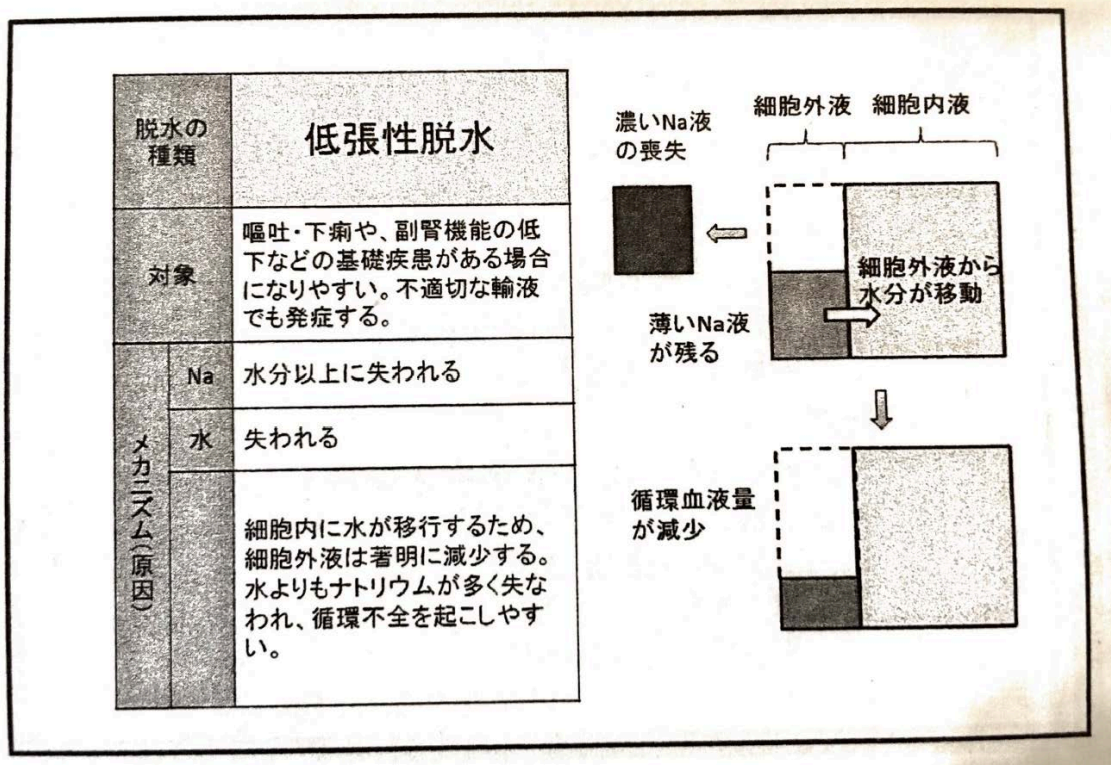 脱水の
種類
低張性脱水
対象
嘔吐・下痢や、副腎機能の低
下などの基礎疾患がある場合
になりやすい。不適切な輸液
でも発症する。
メカニズム(原因)
Na
水分以上に失われる
水
失われる
細胞内に水が移行するため、
細胞外液は著明に減少する。
水よりもナトリウムが多く失な
われ、循環不全を起こしやす
い。
濃いNa液
の喪失
細胞外液
細胞内液
細胞外液から
水分が移動
薄いNa液
が残る
循環血液量
が減少